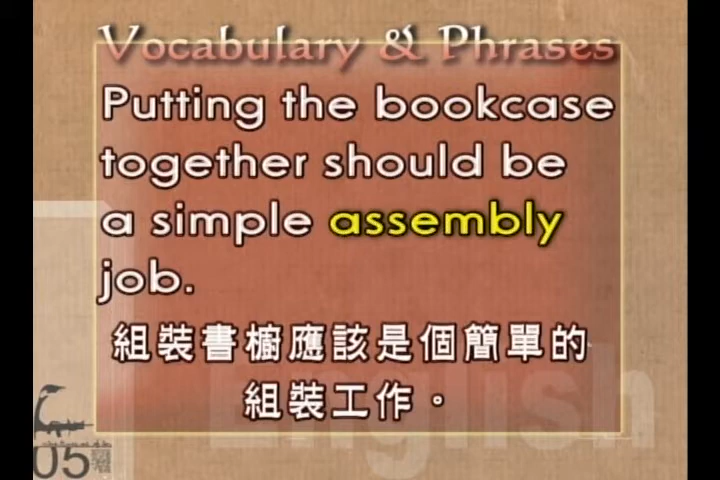 Vocabulary & Phrases
Putting the bookcase
together should be
a simple assembly
job.
組裝書櫥應該是個簡單的
組裝工作。
English
05